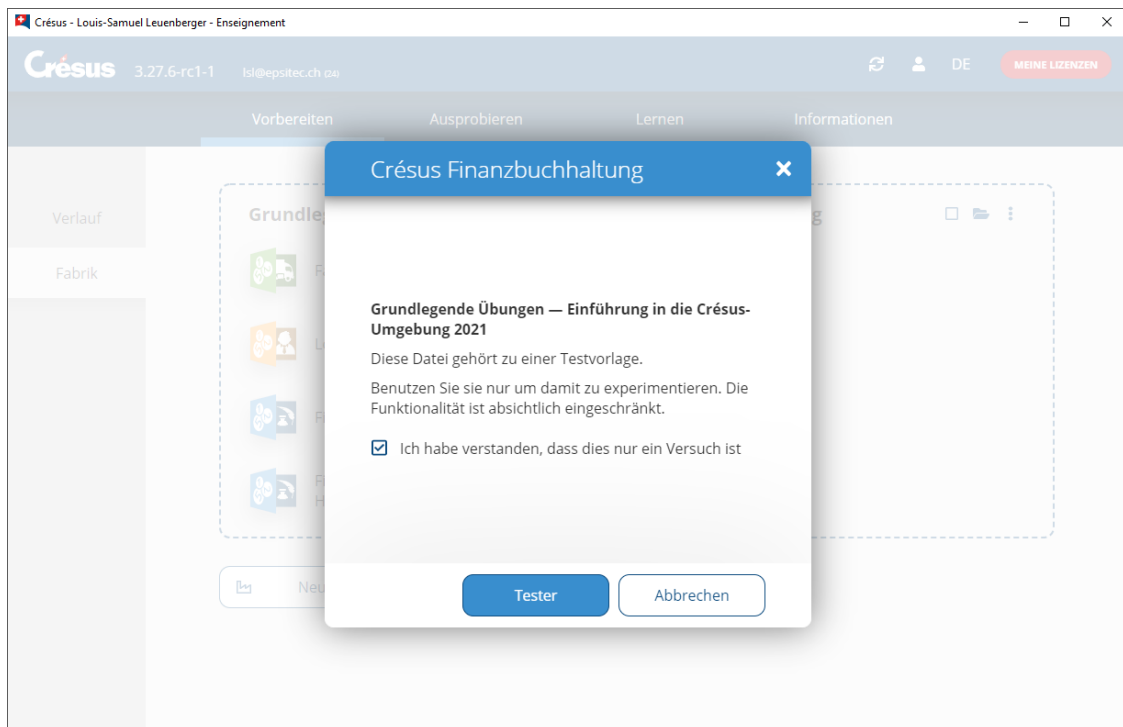 Crésus - Louis-Samuel Leuenberger - Enseignement
Crésus 3.27.6-rc1-1 lsl@epsitec.ch DE MEINE LIZENZEN
Vorbereiten Ausprobieren Lernen Informationen
Crésus Finanzbuchhaltung
Verlauf
Fabrik
Grundlegende Übungen — Einführung in die Crésus-
Umgebung 2021
Diese Datei gehört zu einer Testvorlage.
Benutzen Sie sie nur um damit zu experimentieren. Die
Funktionalität ist absichtlich eingeschränkt.
Ich habe verstanden, dass dies nur ein Versuch ist
Tester Abbrechen